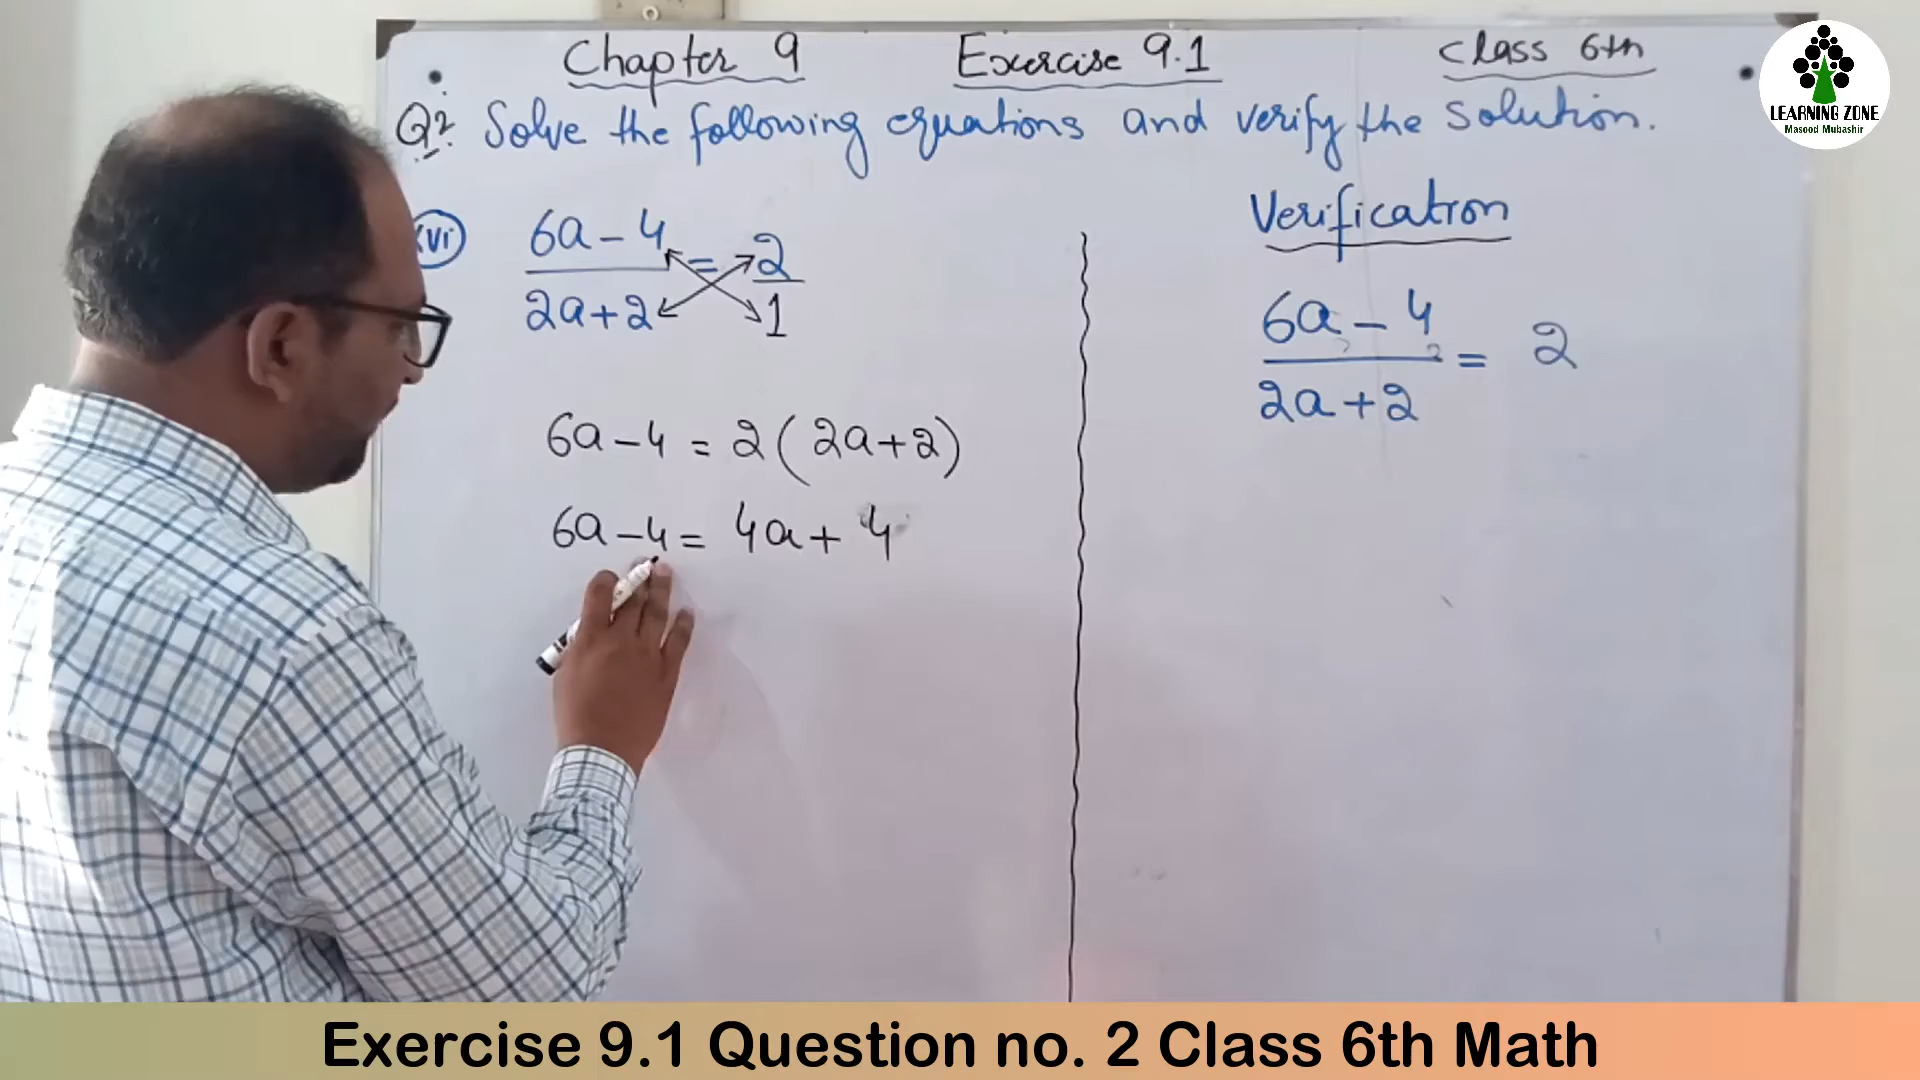 Chapter 9 Exercise 9.1 Class 6th
Q2. Solve the following equations and verify the solution.
LEARNING ZONE
Masood Mubashir
(xvi) 6a-4 / 2a+2 = 2 / 1
6a-4 = 2(2a+2)
6a-4 = 4a+ 4
Verification
6a-4 / 2a+2 = 2
Exercise 9.1 Question no. 2 Class 6th Math